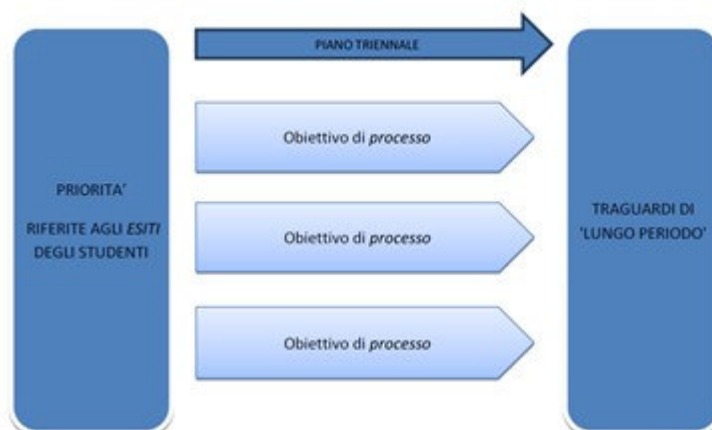 PIANO TRIENNALE
PRIORITA'
RIFERITE AGLI ESITI
DEGLI STUDENTI
Obiettivo di processo
Obiettivo di processo
Obiettivo di processo
TRAGUARDI DI
'LUNGO PERIODO'